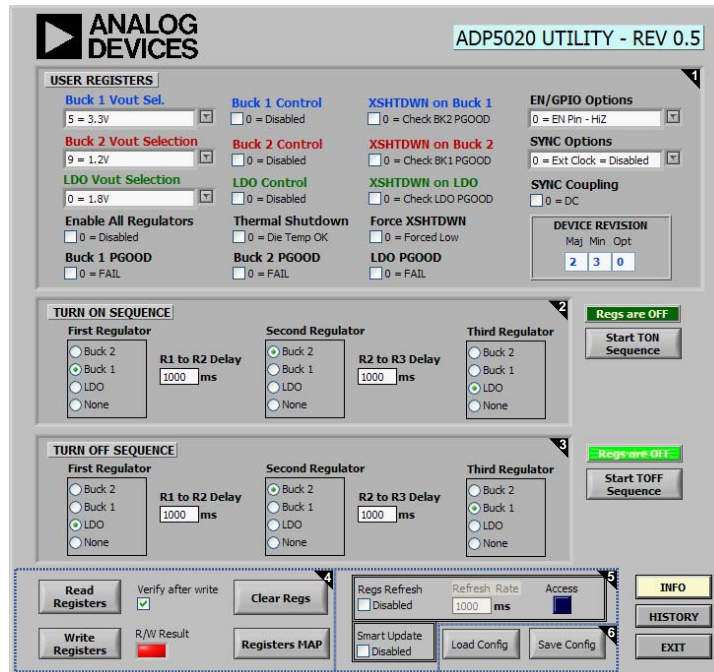 ANALOG
DEVICES
ADP5020 UTILITY - REV 0.5
USER REGISTERS
1
Buck 1 Vout Sel.
Buck 1 Control
XSHTDWN on Buck 1
EN/GPIO Options
5 = 3.3V
0 = Disabled
0 = Check BK2 PGOOD
0 = EN Pin - HiZ
Buck 2 Vout Selection
Buck 2 Control
XSHTDWN on Buck 2
SYNC Options
9 = 1.2V
0 = Disabled
0 = Check BK1 PGOOD
0 = Ext Clock = Disabled
LDO Vout Selection
LDO Control
XSHTDWN on LDO
SYNC Coupling
0 = 1.8V
0 = Disabled
0 = Check LDO PGOOD
0 = DC
Enable All Regulators
Thermal Shutdown
Force XSHTDWN
DEVICE REVISION
0 = Disabled
0 = Die Temp OK
0 = Forced Low
Maj Min Opt
Buck 1 PGOOD
Buck 2 PGOOD
LDO PGOOD
2 3 0
0 = FAIL
0 = FAIL
0 = FAIL
TURN ON SEQUENCE
2
Regs are OFF
First Regulator
Second Regulator
Third Regulator
Start TON
Sequence
Buck 2
Buck 1
LDO
None
R1 to R2 Delay
1000 ms
Buck 2
Buck 1
LDO
None
R2 to R3 Delay
1000 ms
Buck 2
Buck 1
LDO
None
TURN OFF SEQUENCE
3
Regs are OFF
First Regulator
Second Regulator
Third Regulator
Start TOFF
Sequence
Buck 2
Buck 1
LDO
None
R1 to R2 Delay
1000 ms
Buck 2
Buck 1
LDO
None
R2 to R3 Delay
1000 ms
Buck 2
Buck 1
LDO
None
4
Read
Registers
Verify after write
Clear Regs
Write
Registers
R/W Result
Registers MAP
5
Regs Refresh
Disabled
Refresh Rate
1000 ms
Access
6
Smart Update
Disabled
Load Config
Save Config
INFO
HISTORY
EXIT